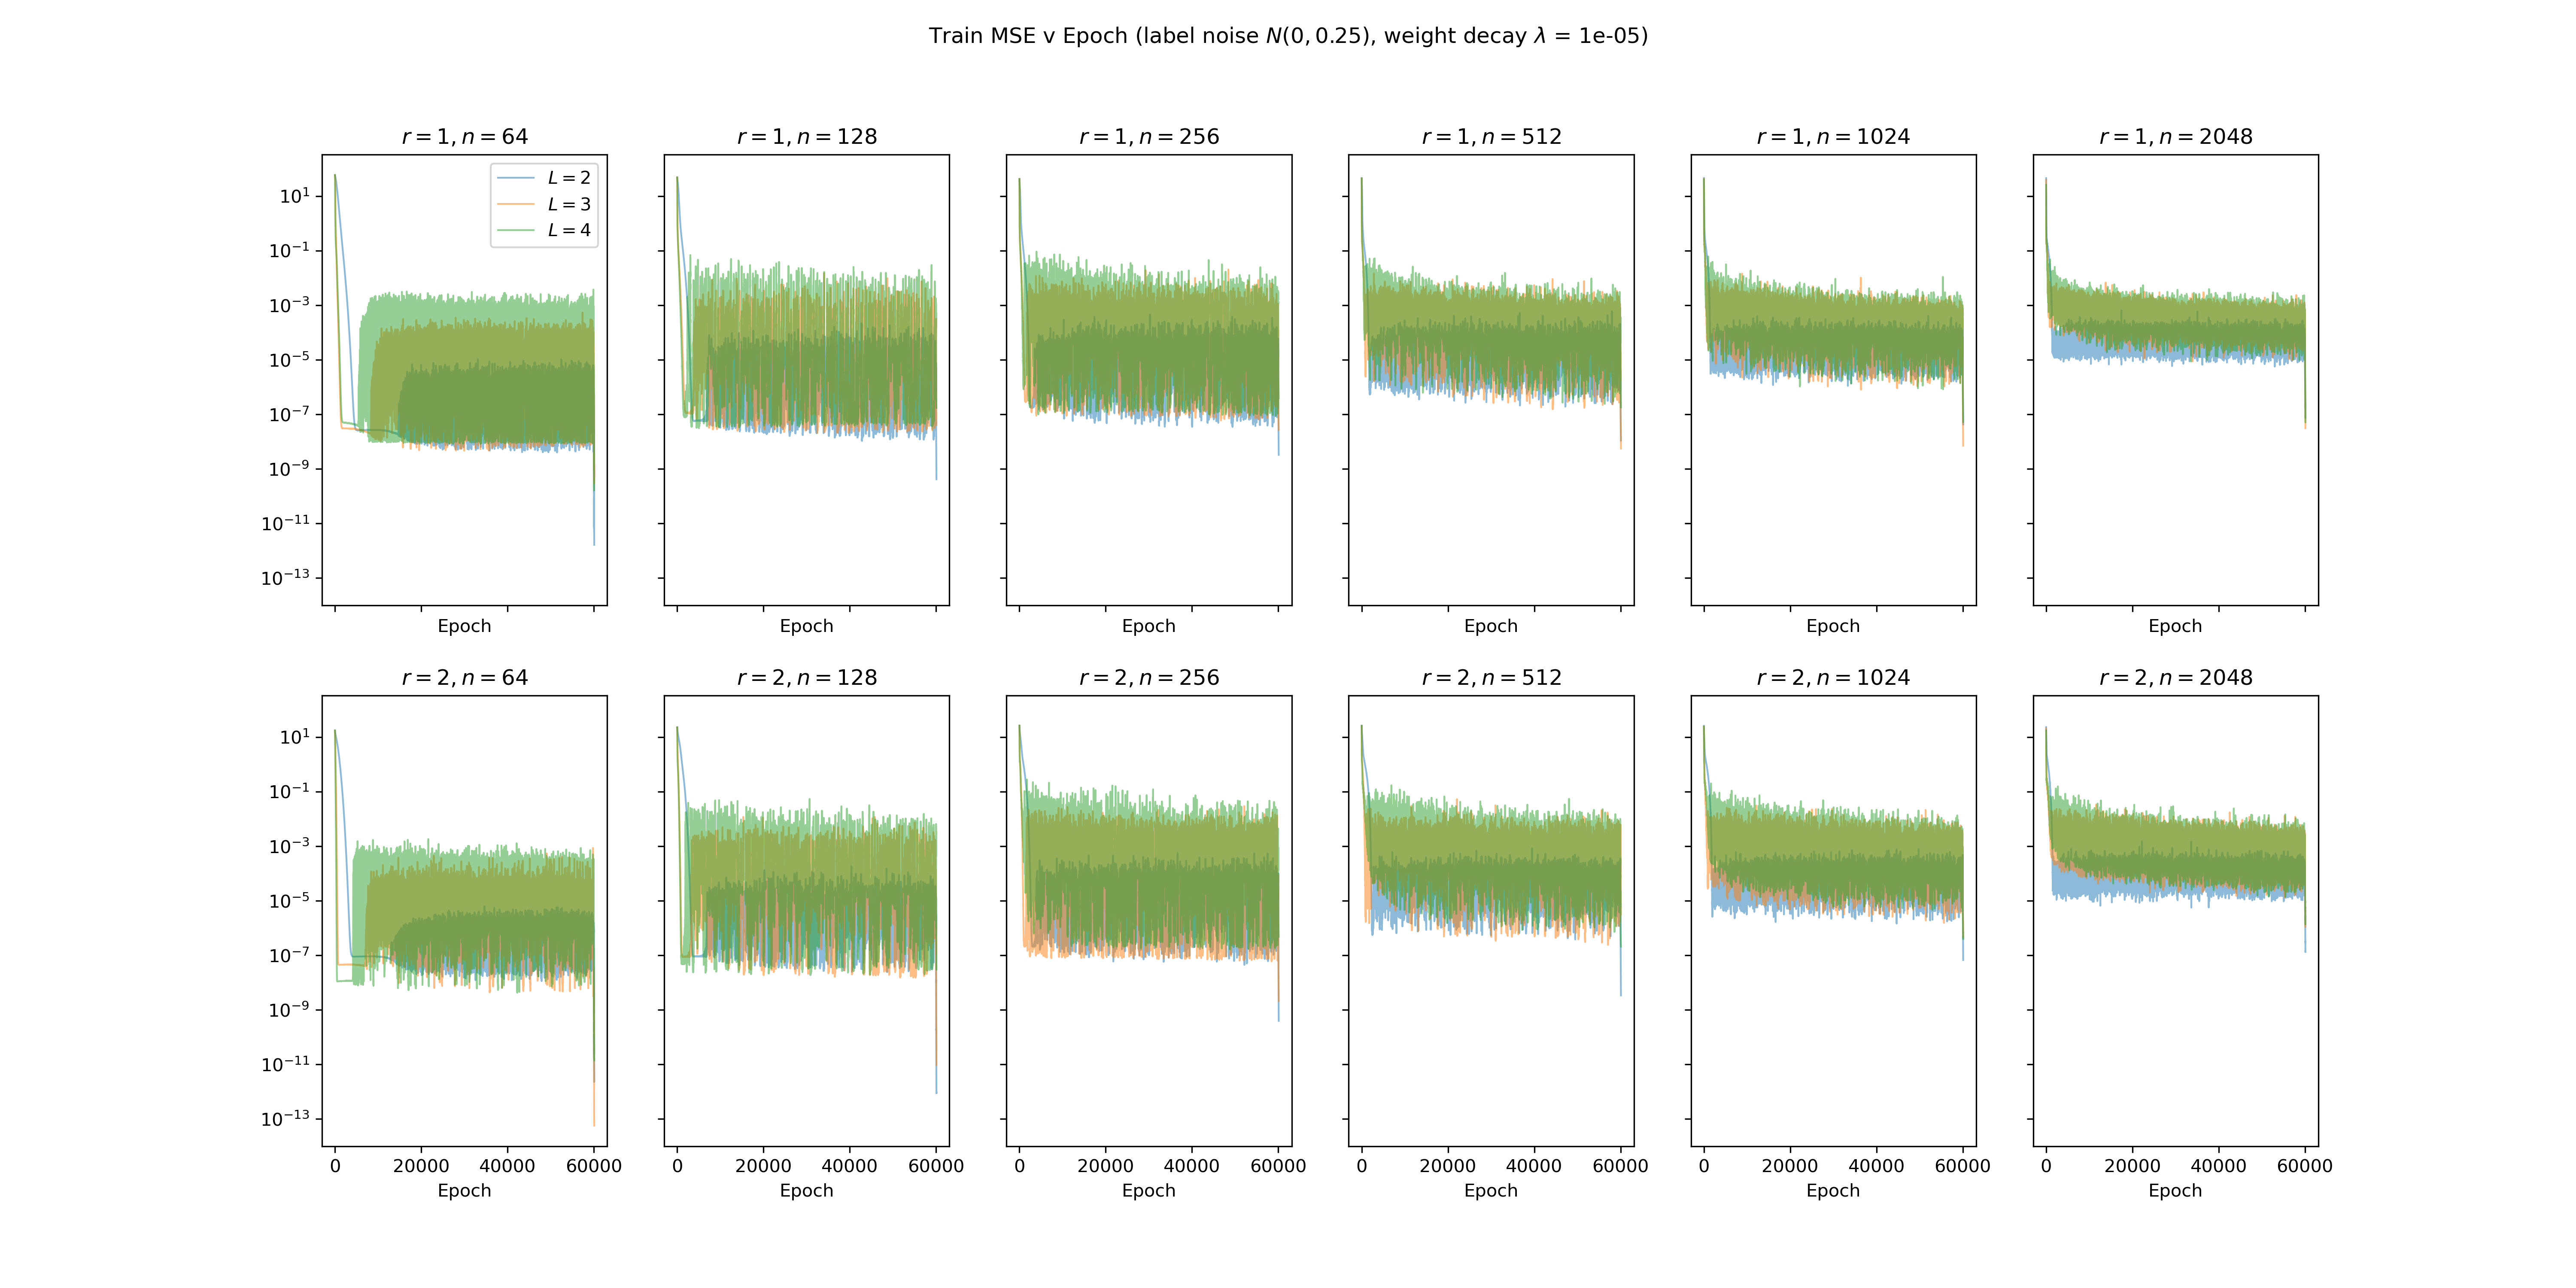 Train MSE v Epoch (label noise N(0, 0.25), weight decay λ = 1e-05)
r = 1, n = 64
r = 1, n = 128
r = 1, n = 256
r = 1, n = 512
r = 1, n = 1024
r = 1, n = 2048
L = 2
L = 3
L = 4
10¹
10⁻¹
10⁻³
10⁻⁵
10⁻⁷
10⁻⁹
10⁻¹¹
10⁻¹³
Epoch
Epoch
Epoch
Epoch
Epoch
Epoch
r = 2, n = 64
r = 2, n = 128
r = 2, n = 256
r = 2, n = 512
r = 2, n = 1024
r = 2, n = 2048
10¹
10⁻¹
10⁻³
10⁻⁵
10⁻⁷
10⁻⁹
10⁻¹¹
10⁻¹³
0 20000 40000 60000
0 20000 40000 60000
0 20000 40000 60000
0 20000 40000 60000
0 20000 40000 60000
0 20000 40000 60000
Epoch
Epoch
Epoch
Epoch
Epoch
Epoch